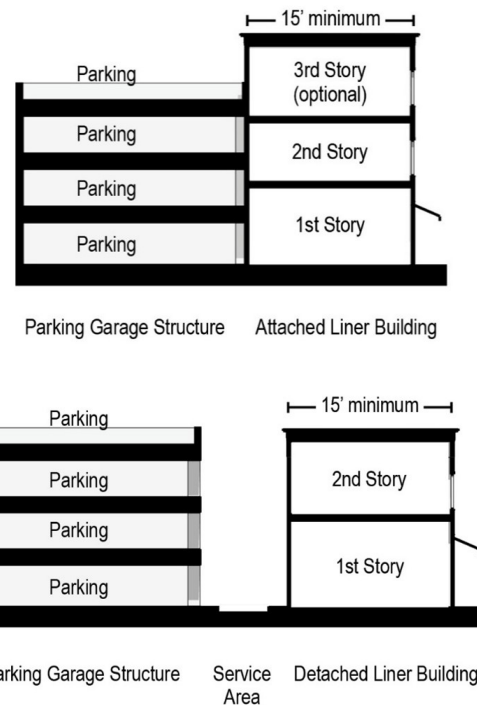 15’ minimum
Parking
3rd Story
(optional)
Parking
2nd Story
Parking
1st Story
Parking
Parking Garage Structure
Attached Liner Building
15’ minimum
Parking
Parking
2nd Story
Parking
Parking
1st Story
arking Garage Structure
Service
Area
Detached Liner Building